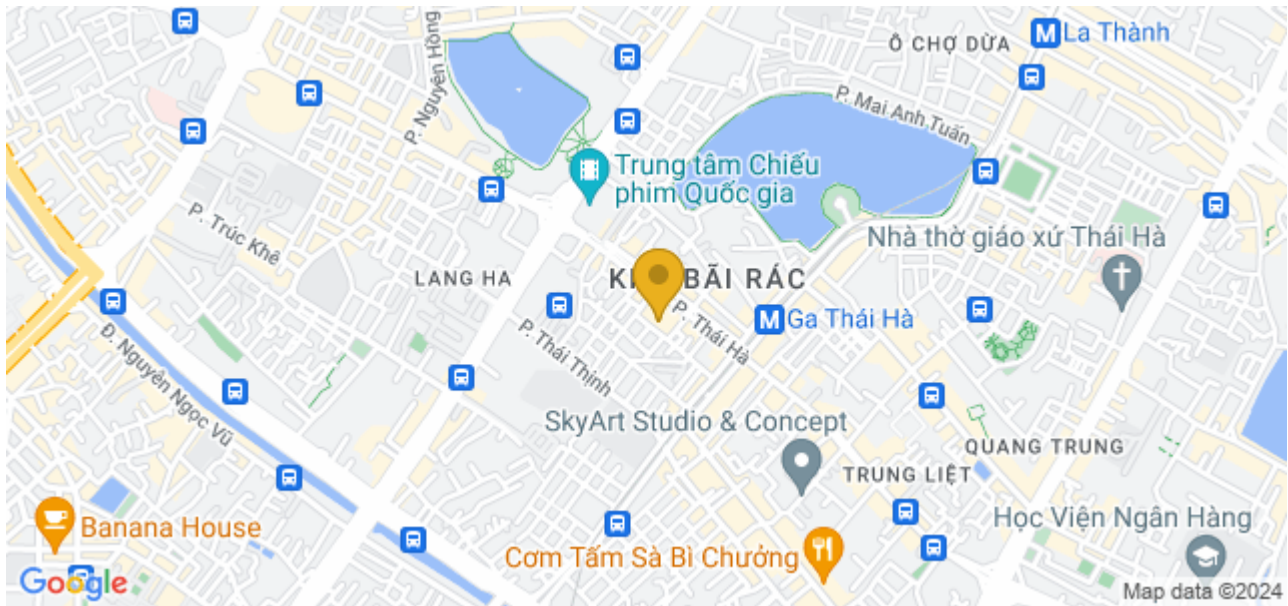 Ô CHỢ DỪA
La Thành
P. Nguyên Hồng
P. Mai Anh Tuấn
Trung tâm Chiếu
phim Quốc gia
P. Trúc Khê
Nhà thờ giáo xứ Thái Hà
LANG HA
BÃI RÁC
Ga Thái Hà
P. Thái Hà
P. Thái Thịnh
Đ. Nguyên Ngọc Vũ
SkyArt Studio & Concept
QUANG TRUNG
TRUNG LIỆT
Banana House
Học Viện Ngân Hàng
Cơm Tấm Sà Bì Chưởng
Google
Map data ©2024